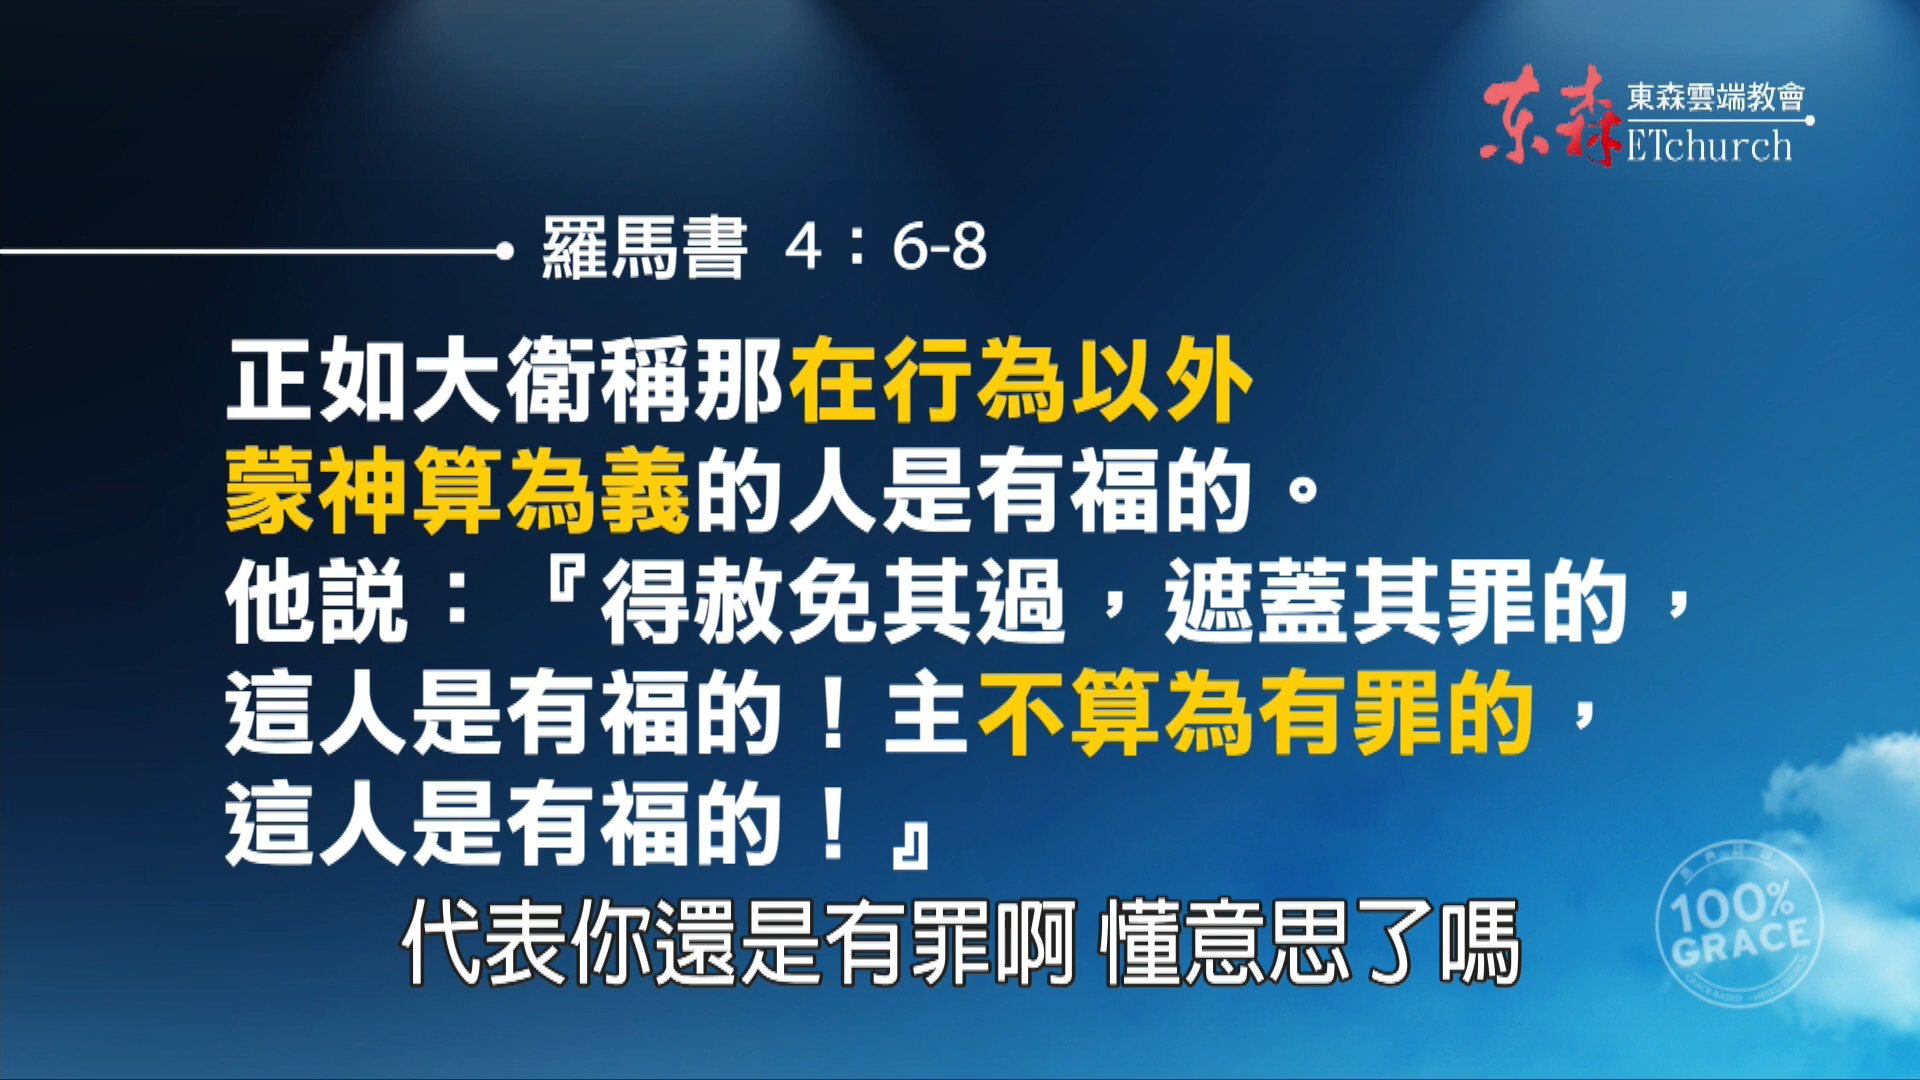 东森
東森雲端教會
ETchurch
羅馬書 4：6-8
正如大衛稱那在行為以外
蒙神算為義的人是有福的。
他説：『得赦免其過，遮蓋其罪的，
這人是有福的！主不算為有罪的，
這人是有福的！』
代表你還是有罪啊 懂意思了嗎
100%
GRACE